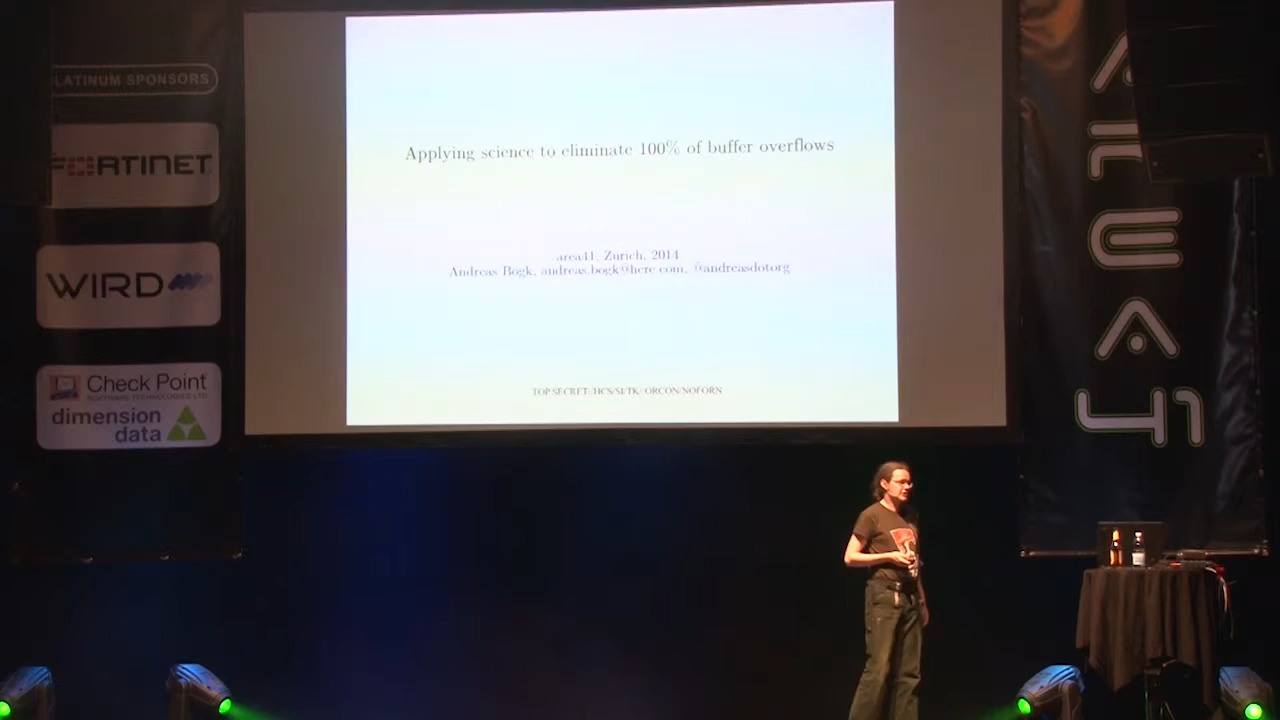 LATINUM SPONSORS
FORTINET
WIRD
Check Point
SOFTWARE TECHNOLOGIES LTD.
dimension
data
Applying science to eliminate 100% of buffer overflows
area41, Zurich, 2014
Andreas Bogk, andreas.bogk@here.com, @andreasdotorg
TOP SECRET//HCS/SI/TK//ORCON/NOFORN
AREA41